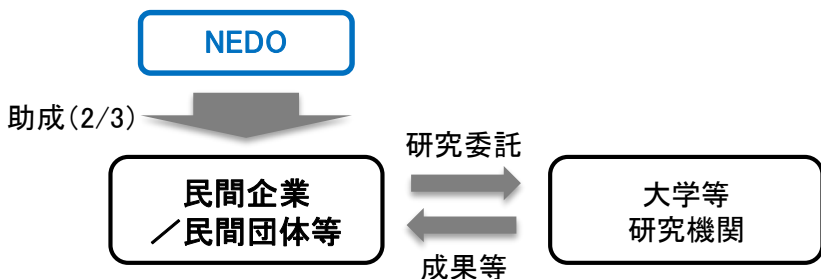 NEDO
助成(2/3)
研究委託
民間企業
／民間団体等
大学等
研究機関
成果等